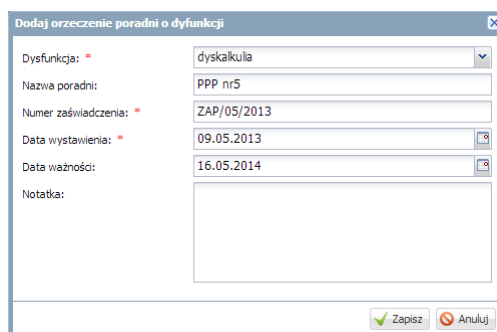 Dodaj orzeczenie poradni o dyfunkcji
Dysfunkcja: * dyskalkulia
Nazwa poradni: PPP nr5
Numer zaświadczenia: * ZAP/05/2013
Data wystawienia: * 09.05.2013
Data ważności: 16.05.2014
Notatka:
Zapisz Anuluj